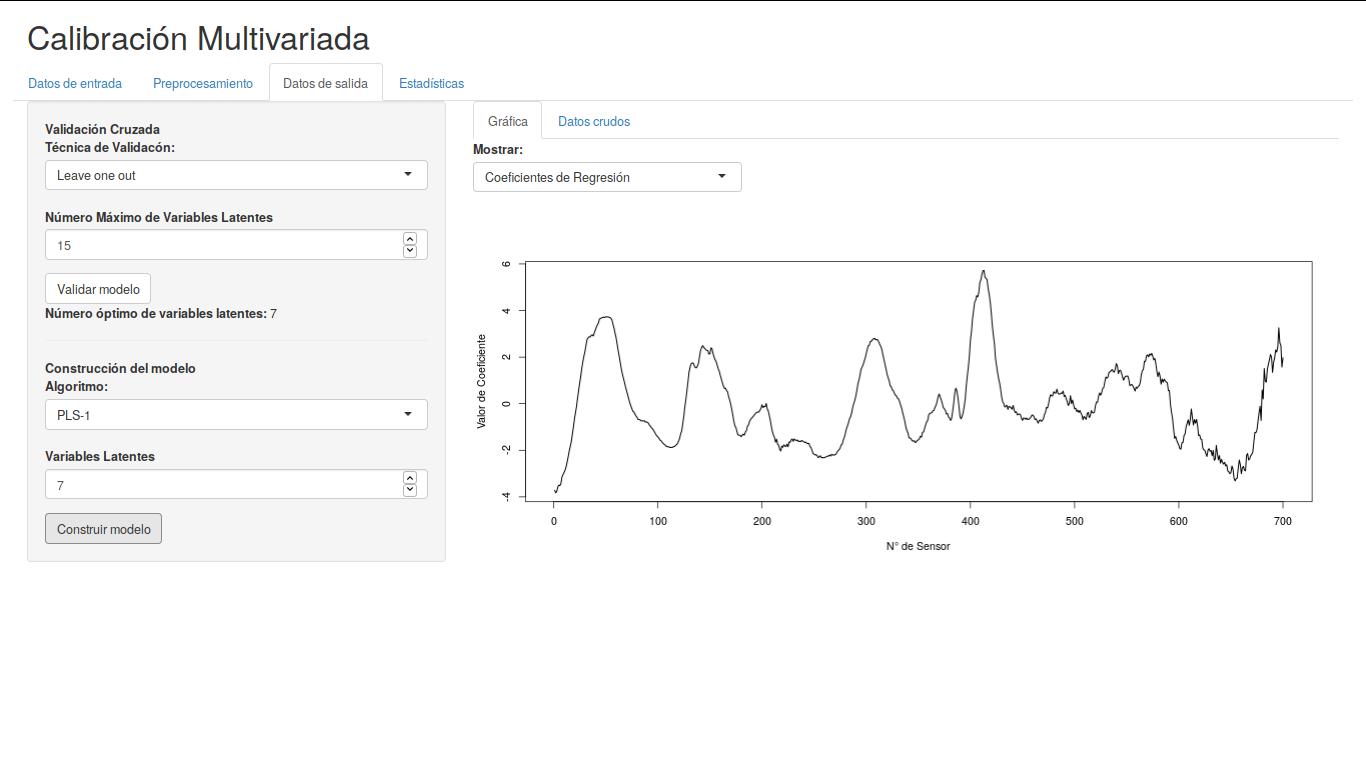 Calibración Multivariada
Datos de entrada Preprocesamiento Datos de salida Estadísticas
Validación Cruzada
Técnica de Validacón:
Leave one out
Número Máximo de Variables Latentes
15
Validar modelo
Número óptimo de variables latentes: 7
Construcción del modelo
Algoritmo:
PLS-1
Variables Latentes
7
Construir modelo
Gráfica Datos crudos
Mostrar:
Coeficientes de Regresión
Valor de Coeficiente
6
4
2
0
-2
-4
0 100 200 300 400 500 600 700
N° de Sensor